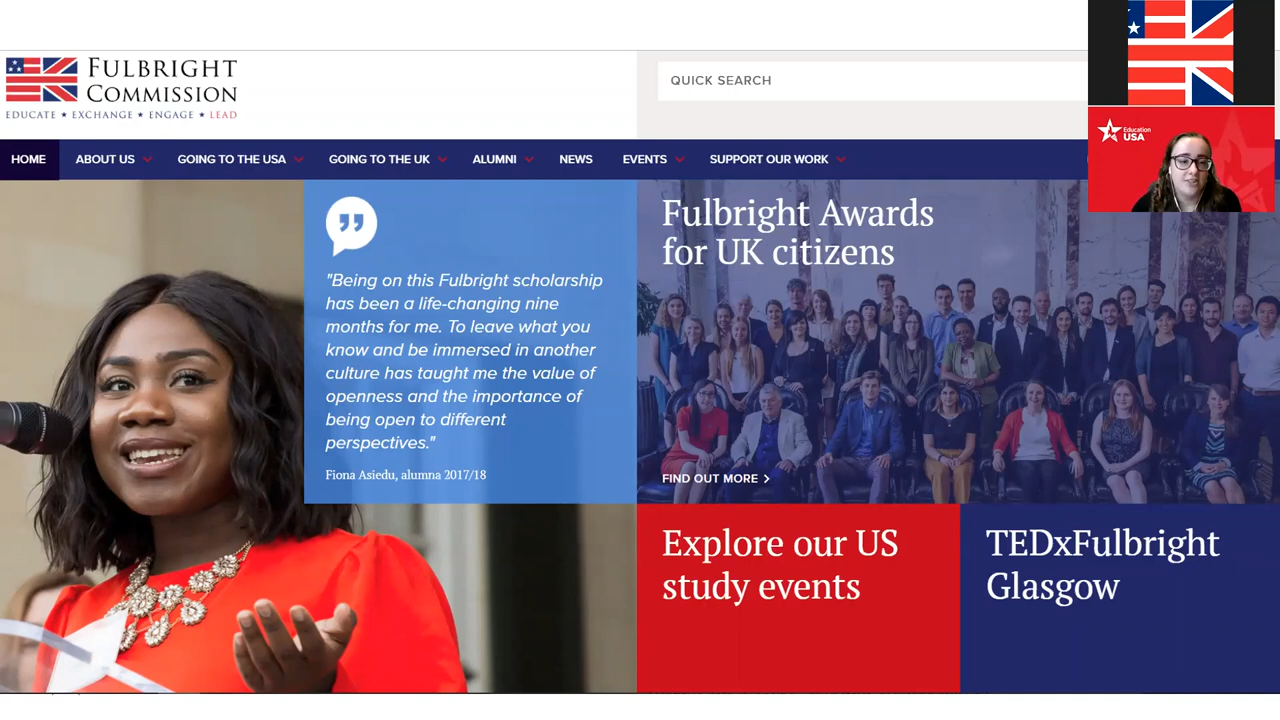 FULBRIGHT
COMMISSION
EDUCATE ★ EXCHANGE ★ ENGAGE ★ LEAD
QUICK SEARCH
Education
USA
HOME
ABOUT US
GOING TO THE USA
GOING TO THE UK
ALUMNI
NEWS
EVENTS
SUPPORT OUR WORK
"Being on this Fulbright scholarship
has been a life-changing nine
months for me. To leave what you
know and be immersed in another
culture has taught me the value of
openness and the importance of
being open to different
perspectives."
Fiona Asiedu, alumna 2017/18
Fulbright Awards
for UK citizens
FIND OUT MORE >
Explore our US
study events
TEDxFulbright
Glasgow